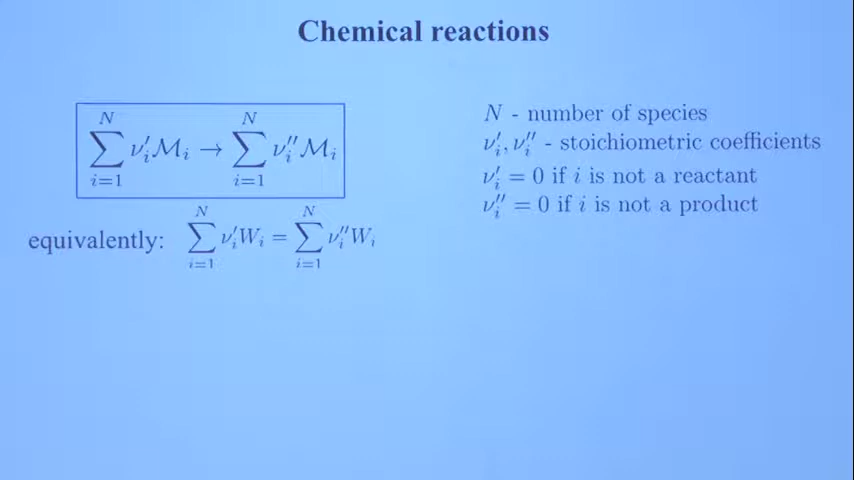 Chemical reactions
$\sum_{i=1}^{N} \nu_i' \mathcal{M}_i \rightarrow \sum_{i=1}^{N} \nu_i'' \mathcal{M}_i$
equivalently: $\sum_{i=1}^{N} \nu_i' W_i = \sum_{i=1}^{N} \nu_i'' W_i$
$N$ - number of species
$\nu_i', \nu_i''$ - stoichiometric coefficients
$\nu_i' = 0$ if $i$ is not a reactant
$\nu_i'' = 0$ if $i$ is not a product